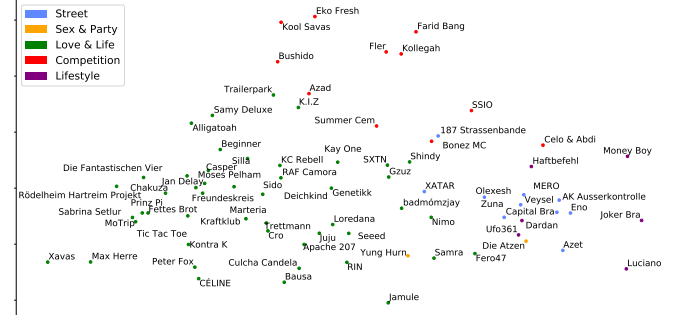 Street
Sex & Party
Love & Life
Competition
Lifestyle
Eko Fresh
Kool Savas
Farid Bang
Fler
Kollegah
Bushido
Trailerpark
Azad
K.I.Z
SSIO
Samy Deluxe
Summer Cem
Alligatoah
187 Strassenbande
Bonez MC
Celo & Abdi
Beginner
Kay One
Money Boy
Silla
KC Rebell
SXTN
Shindy
Haftbefehl
Die Fantastischen Vier
Casper
Moses Pelham
RAF Camora
Gzuz
Jan Delay
Chakuza
Sido
Genetikk
XATAR
Olexesh
MERO
Rödelheim Hartreim Projekt
Freundeskreis
Deichkind
Prinz Pi
Zuna
Veysel
AK Ausserkontrolle
Sabrina Setlur
Fettes Brot
Marteria
badmómzjay
Capital Bra
Eno
MoTrip
Kraftklub
Trettmann
Loredana
Nimo
Dardan
Joker Bra
Tic Tac Toe
Cro
Juju
Seeed
Ufo361
Kontra K
Apache 207
Yung Hurn
Die Atzen
Azet
Xavas
Max Herre
Peter Fox
Culcha Candela
RIN
Samra
Fero47
Luciano
CÉLINE
Bausa
Jamule